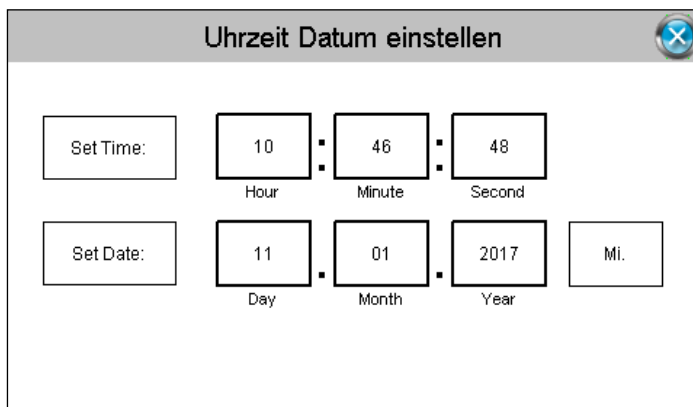 Uhrzeit Datum einstellen
Set Time: 10 : 46 : 48
Hour Minute Second
Set Date: 11 . 01 . 2017 Mi.
Day Month Year